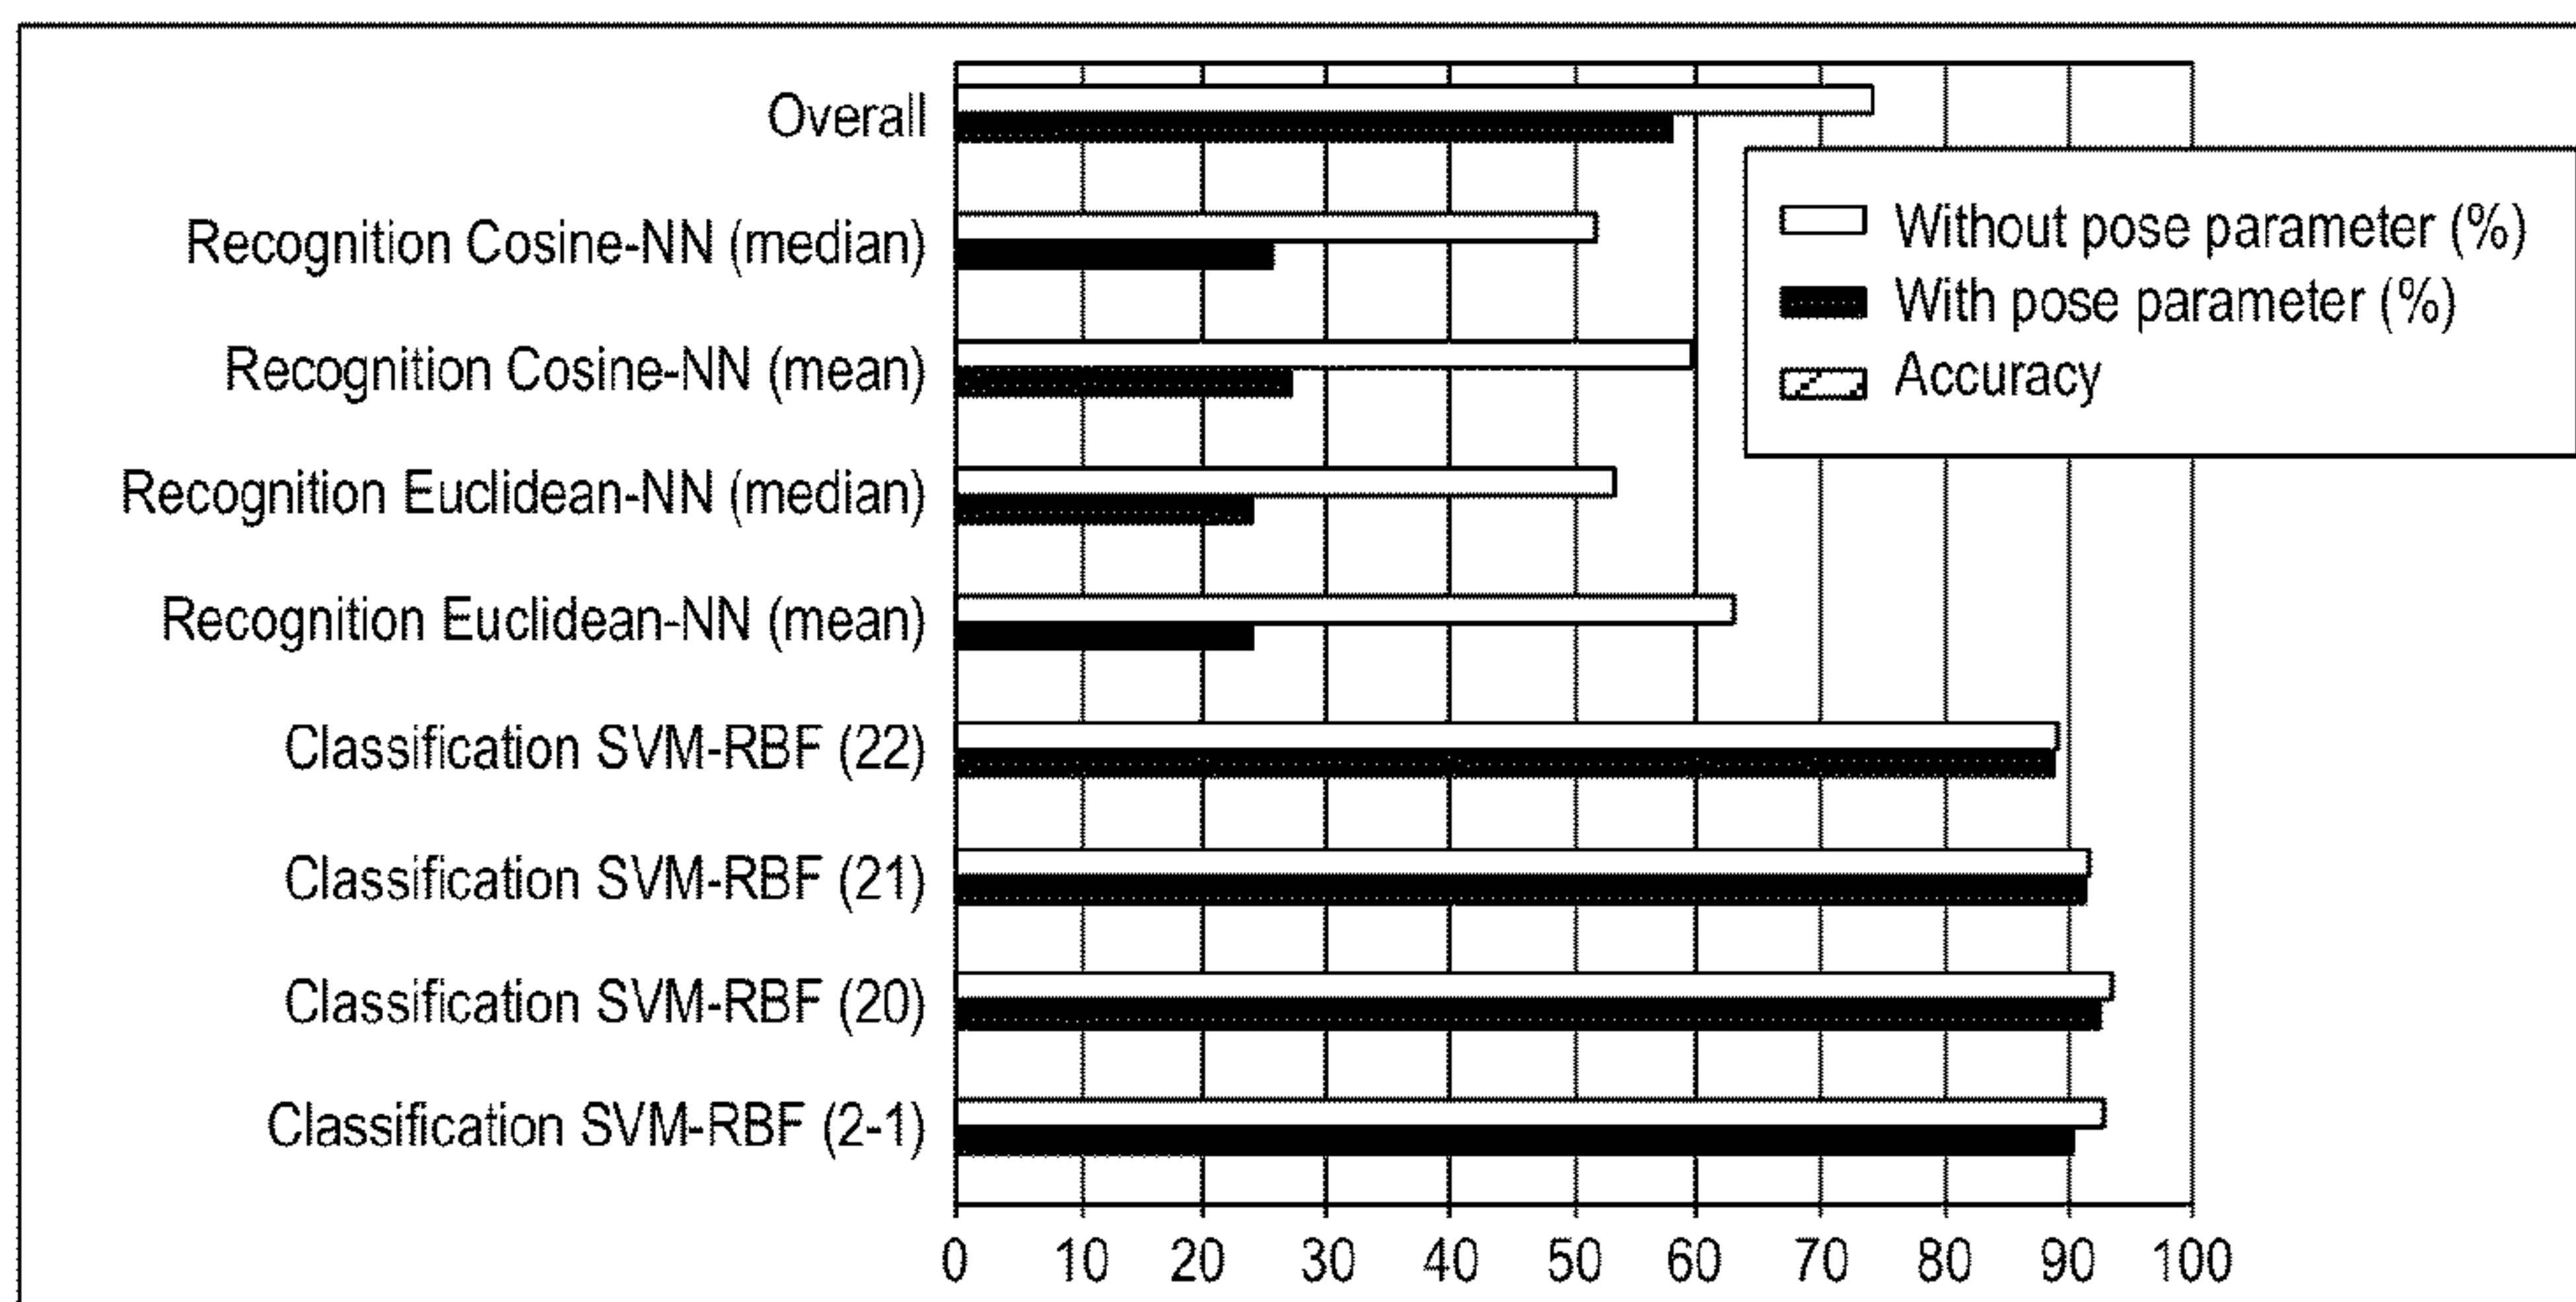 Overall
Recognition Cosine-NN (median)
Recognition Cosine-NN (mean)
Recognition Euclidean-NN (median)
Recognition Euclidean-NN (mean)
Classification SVM-RBF (22)
Classification SVM-RBF (21)
Classification SVM-RBF (20)
Classification SVM-RBF (2-1)
Without pose parameter (%)
With pose parameter (%)
Accuracy
0 10 20 30 40 50 60 70 80 90 100